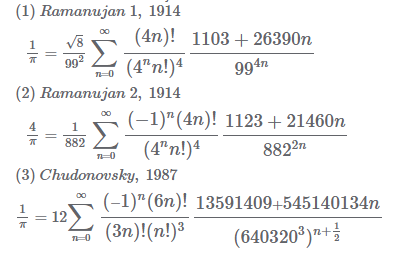 (1) Ramanujan 1, 1914
\frac{1}{\pi} = \frac{\sqrt{8}}{99^2} \sum_{n=0}^{\infty} \frac{(4n)!}{(4^n n!)^4} \frac{1103 + 26390n}{99^{4n}}
(2) Ramanujan 2, 1914
\frac{4}{\pi} = \frac{1}{882} \sum_{n=0}^{\infty} \frac{(-1)^n (4n)!}{(4^n n!)^4} \frac{1123 + 21460n}{882^{2n}}
(3) Chudonovsky, 1987
\frac{1}{\pi} = 12 \sum_{n=0}^{\infty} \frac{(-1)^n (6n)!}{(3n)!(n!)^3} \frac{13591409+545140134n}{(640320^3)^{n+\frac{1}{2}}}